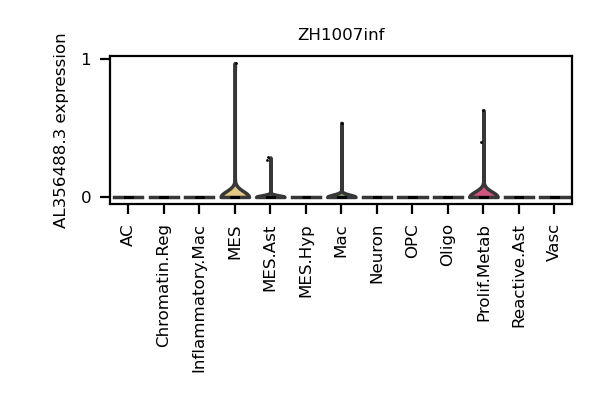 ZH1007inf
AL356488.3 expression
1
0
AC
Chromatin.Reg
Inflammatory.Mac
MES
MES.Ast
MES.Hyp
Mac
Neuron
OPC
Oligo
Prolif.Metab
Reactive.Ast
Vasc